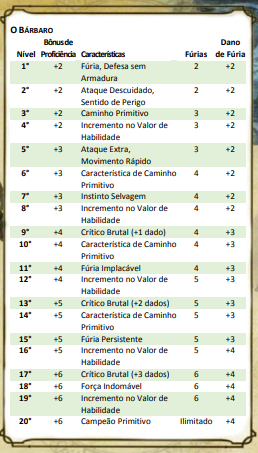 O BÁRBARO
Bônus de Dano
Nível Proficiência Características Fúrias de Fúria
1° +2 Fúria, Defesa sem 2 +2
Armadura
2° +2 Ataque Descuidado, 2 +2
Sentido de Perigo
3° +2 Caminho Primitivo 3 +2
4° +2 Incremento no Valor de 3 +2
Habilidade
5° +3 Ataque Extra, 3 +2
Movimento Rápido
6° +3 Característica de Caminho 4 +2
Primitivo
7° +3 Instinto Selvagem 4 +2
8° +3 Incremento no Valor de 4 +2
Habilidade
9° +4 Crítico Brutal (+1 dado) 4 +3
10° +4 Característica de Caminho 4 +3
Primitivo
11° +4 Fúria Implacável 4 +3
12° +4 Incremento no Valor de 5 +3
Habilidade
13° +5 Crítico Brutal (+2 dados) 5 +3
14° +5 Característica de Caminho 5 +3
Primitivo
15° +5 Fúria Persistente 5 +3
16° +5 Incremento no Valor de 5 +4
Habilidade
17° +6 Crítico Brutal (+3 dados) 6 +4
18° +6 Força Indomável 6 +4
19° +6 Incremento no Valor de 6 +4
Habilidade
20° +6 Campeão Primitivo Ilimitado +4